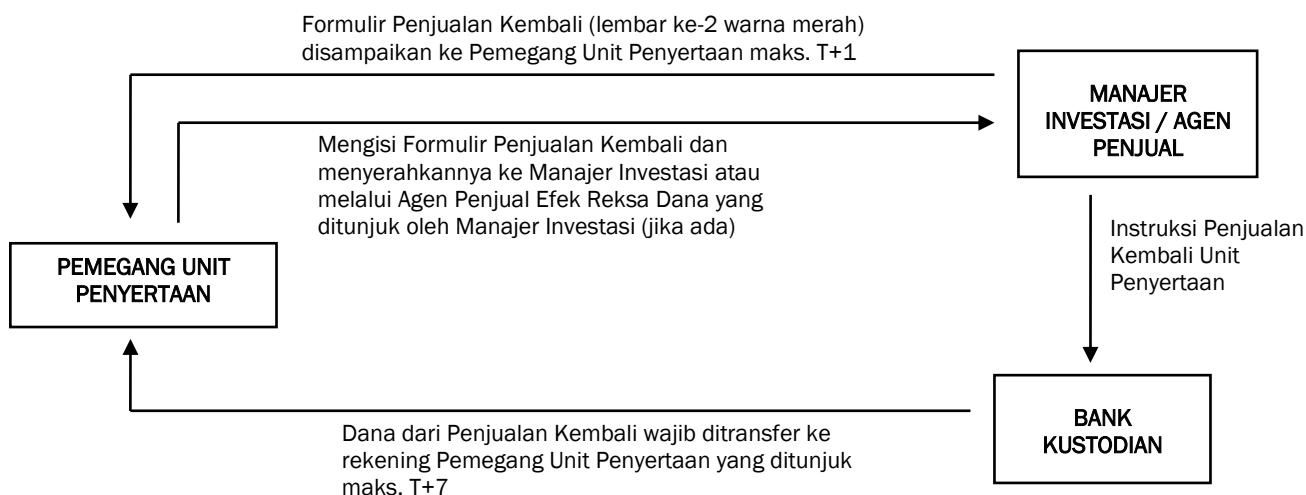 Formulir Penjualan Kembali (lembar ke-2 warna merah)
disampaikan ke Pemegang Unit Penyertaan maks. T+1
MANAJER
INVESTASI / AGEN
PENJUAL
Mengisi Formulir Penjualan Kembali dan
menyerahkannya ke Manajer Investasi atau
melalui Agen Penjual Efek Reksa Dana yang
ditunjuk oleh Manajer Investasi (jika ada)
Instruksi Penjualan
Kembali Unit
Penyertaan
PEMEGANG UNIT
PENYERTAAN
BANK
KUSTODIAN
Dana dari Penjualan Kembali wajib ditransfer ke
rekening Pemegang Unit Penyertaan yang ditunjuk
maks. T+7